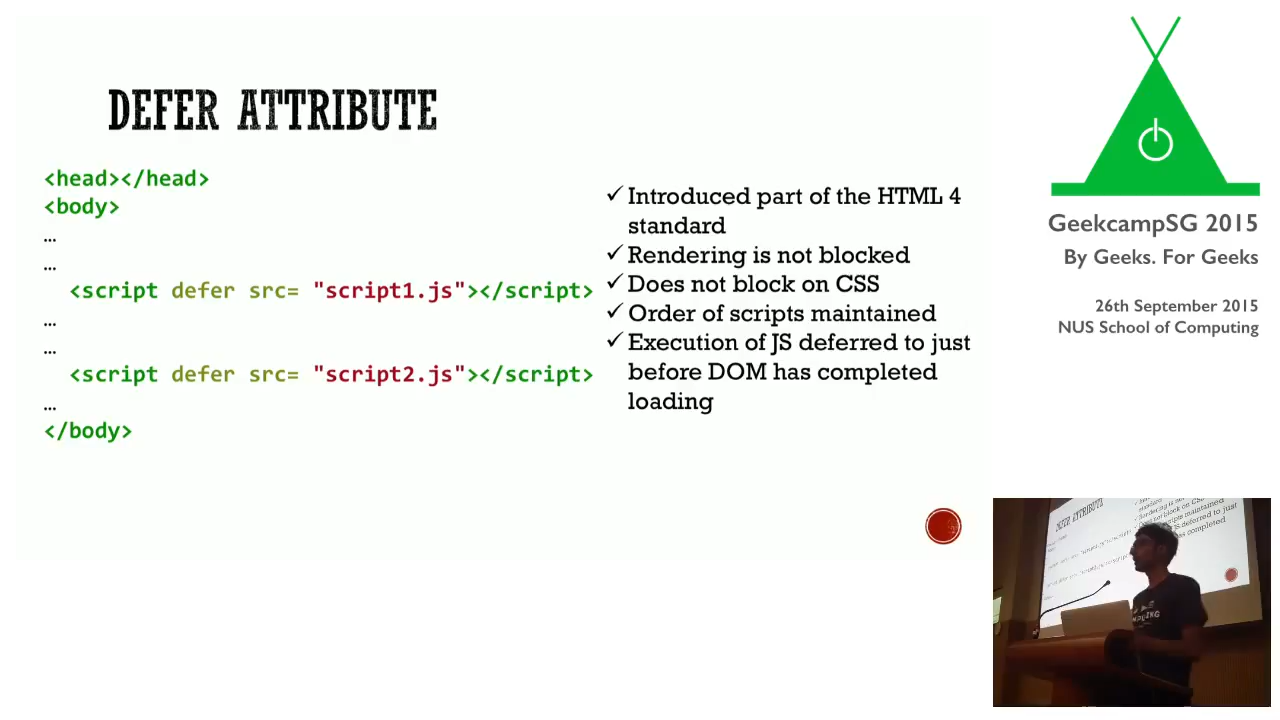 DEFER ATTRIBUTE
<head></head>
<body>
…
…
<script defer src= "script1.js"></script>
…
…
<script defer src= "script2.js"></script>
…
</body>
✓ Introduced part of the HTML 4
standard
✓ Rendering is not blocked
✓ Does not block on CSS
✓ Order of scripts maintained
✓ Execution of JS deferred to just
before DOM has completed
loading
GeekcampSG 2015
By Geeks. For Geeks
26th September 2015
NUS School of Computing
DEFER ATTRIBUTE